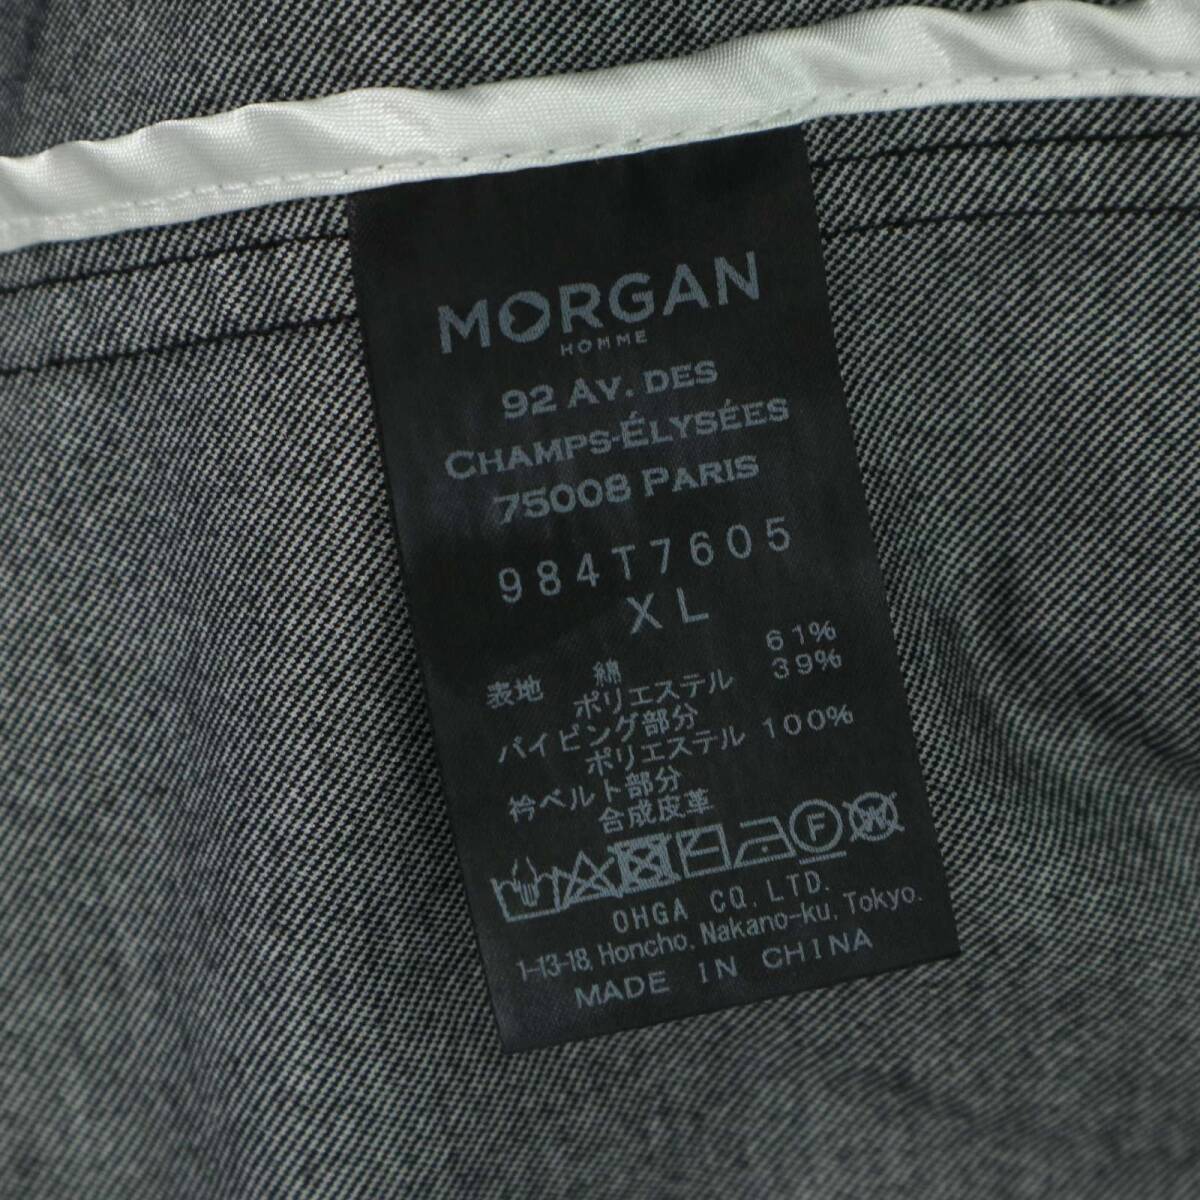 MORGAN
HOMME
92 AV. DES
CHAMPS-ÉLYSÉES
75008 PARIS
984T7605
XL
表地 綿 61%
ポリエステル 39%
パイピング部分
ポリエステル 100%
衿ベルト部分
合成皮革
F W
OHGA CO.LTD.
1-13-18, Honcho, Nakano-ku, Tokyo.
MADE IN CHINA